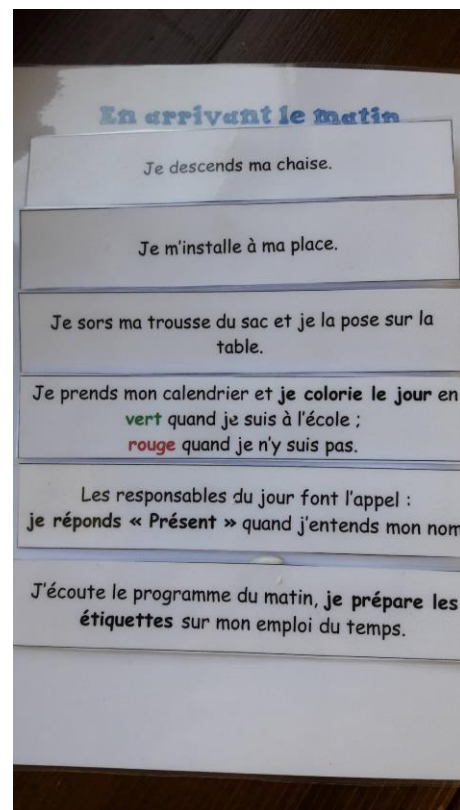 En arrivant le matin
Je descends ma chaise.
Je m'installe à ma place.
Je sors ma trousse du sac et je la pose sur la
table.
Je prends mon calendrier et je colorie le jour en
vert quand je suis à l'école ;
rouge quand je n'y suis pas.
Les responsables du jour font l'appel :
je réponds « Présent » quand j'entends mon nom
J'écoute le programme du matin, je prépare les
étiquettes sur mon emploi du temps.